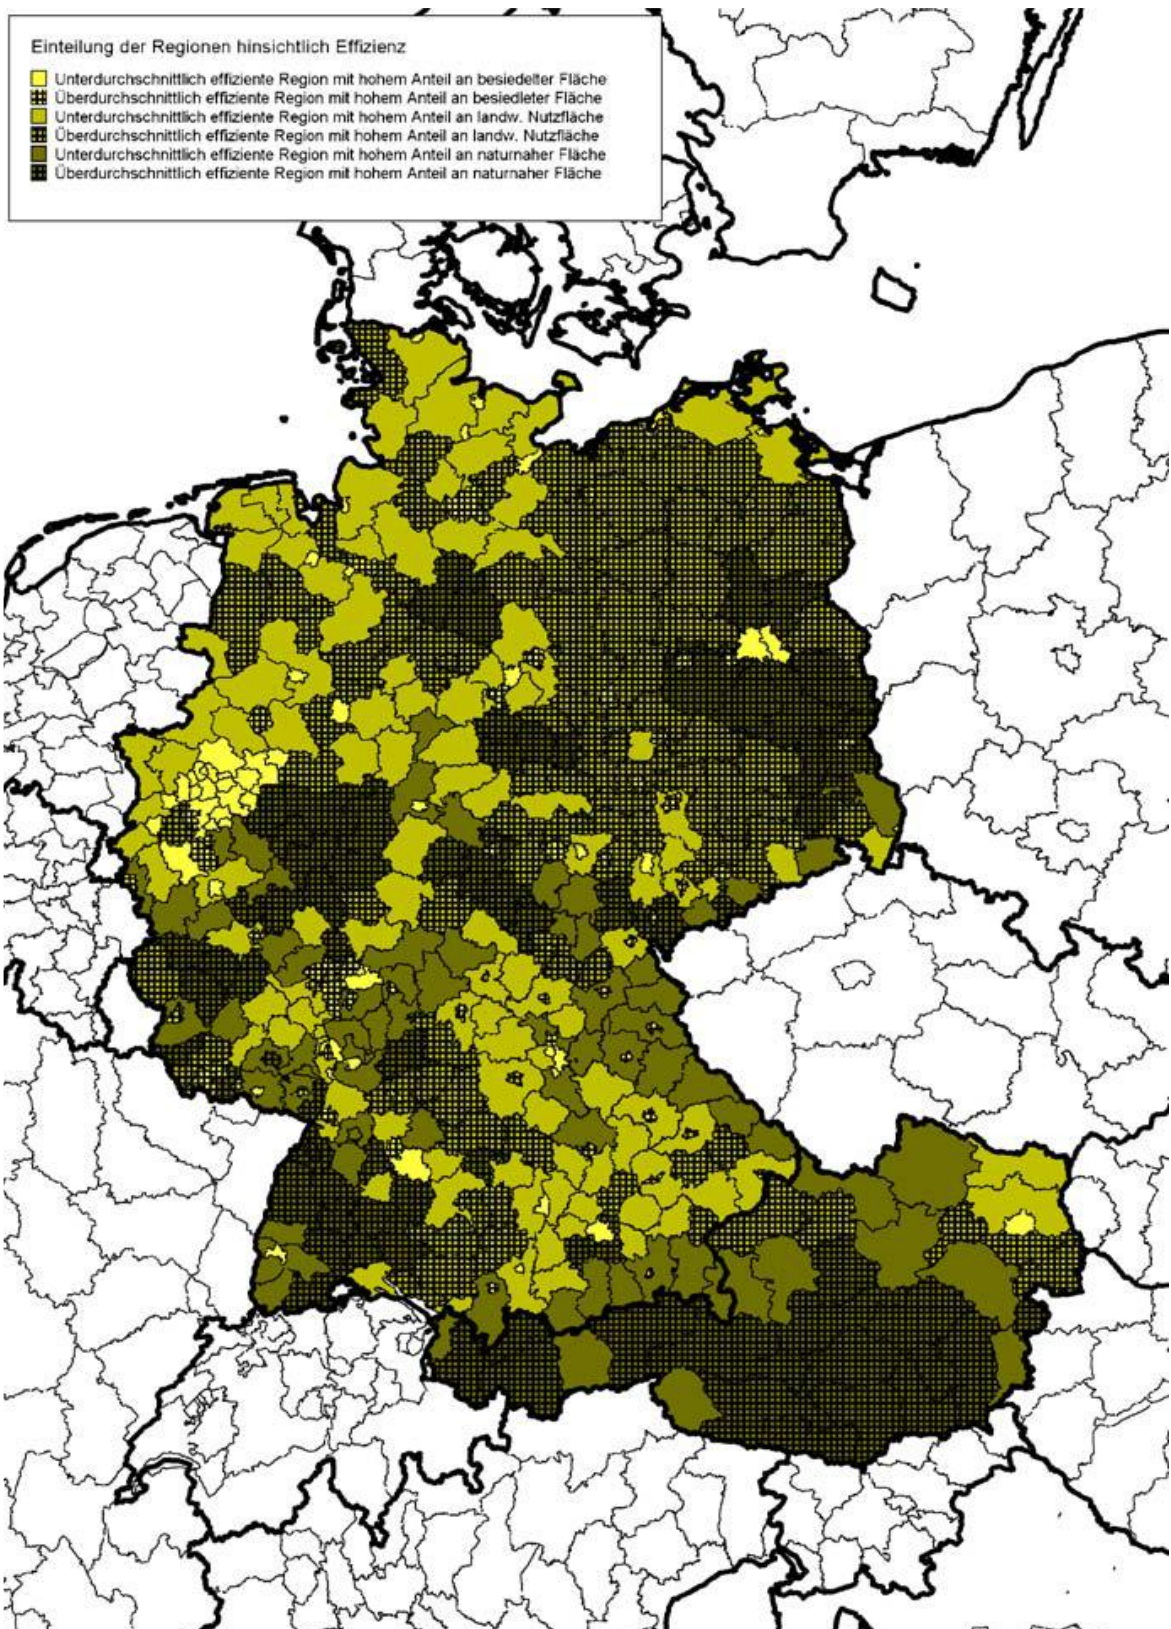 Einteilung der Regionen hinsichtlich Effizienz
Unterdurchschnittlich effiziente Region mit hohem Anteil an besiedelter Fläche
Überdurchschnittlich effiziente Region mit hohem Anteil an besiedleter Fläche
Unterdurchschnittlich effiziente Region mit hohem Anteil an landw. Nutzfläche
Überdurchschnittlich effiziente Region mit hohem Anteil an landw. Nutzfläche
Unterdurchschnittlich effiziente Region mit hohem Anteil an naturnaher Fläche
Überdurchschnittlich effiziente Region mit hohem Anteil an naturnaher Fläche